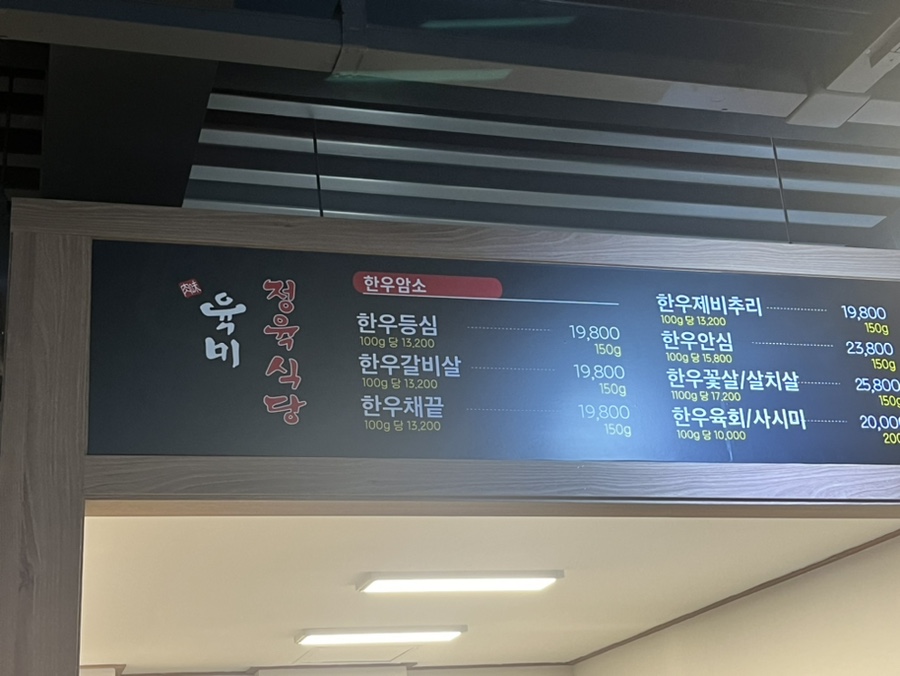 肉味
육미
정육식당
한우암소
한우등심 19,800
100g 당 13,200 150g
한우갈비살 19,800
100g 당 13,200 150g
한우채끝 19,800
100g 당 13,200 150g
한우제비추리 19,800
100g 당 13,200 150g
한우안심 23,800
100g 당 15,800 150g
한우꽃살/살치살 25,800
1100g 당 17,200 150g
한우육회/사시미 20,000
100g 당 10,000 200